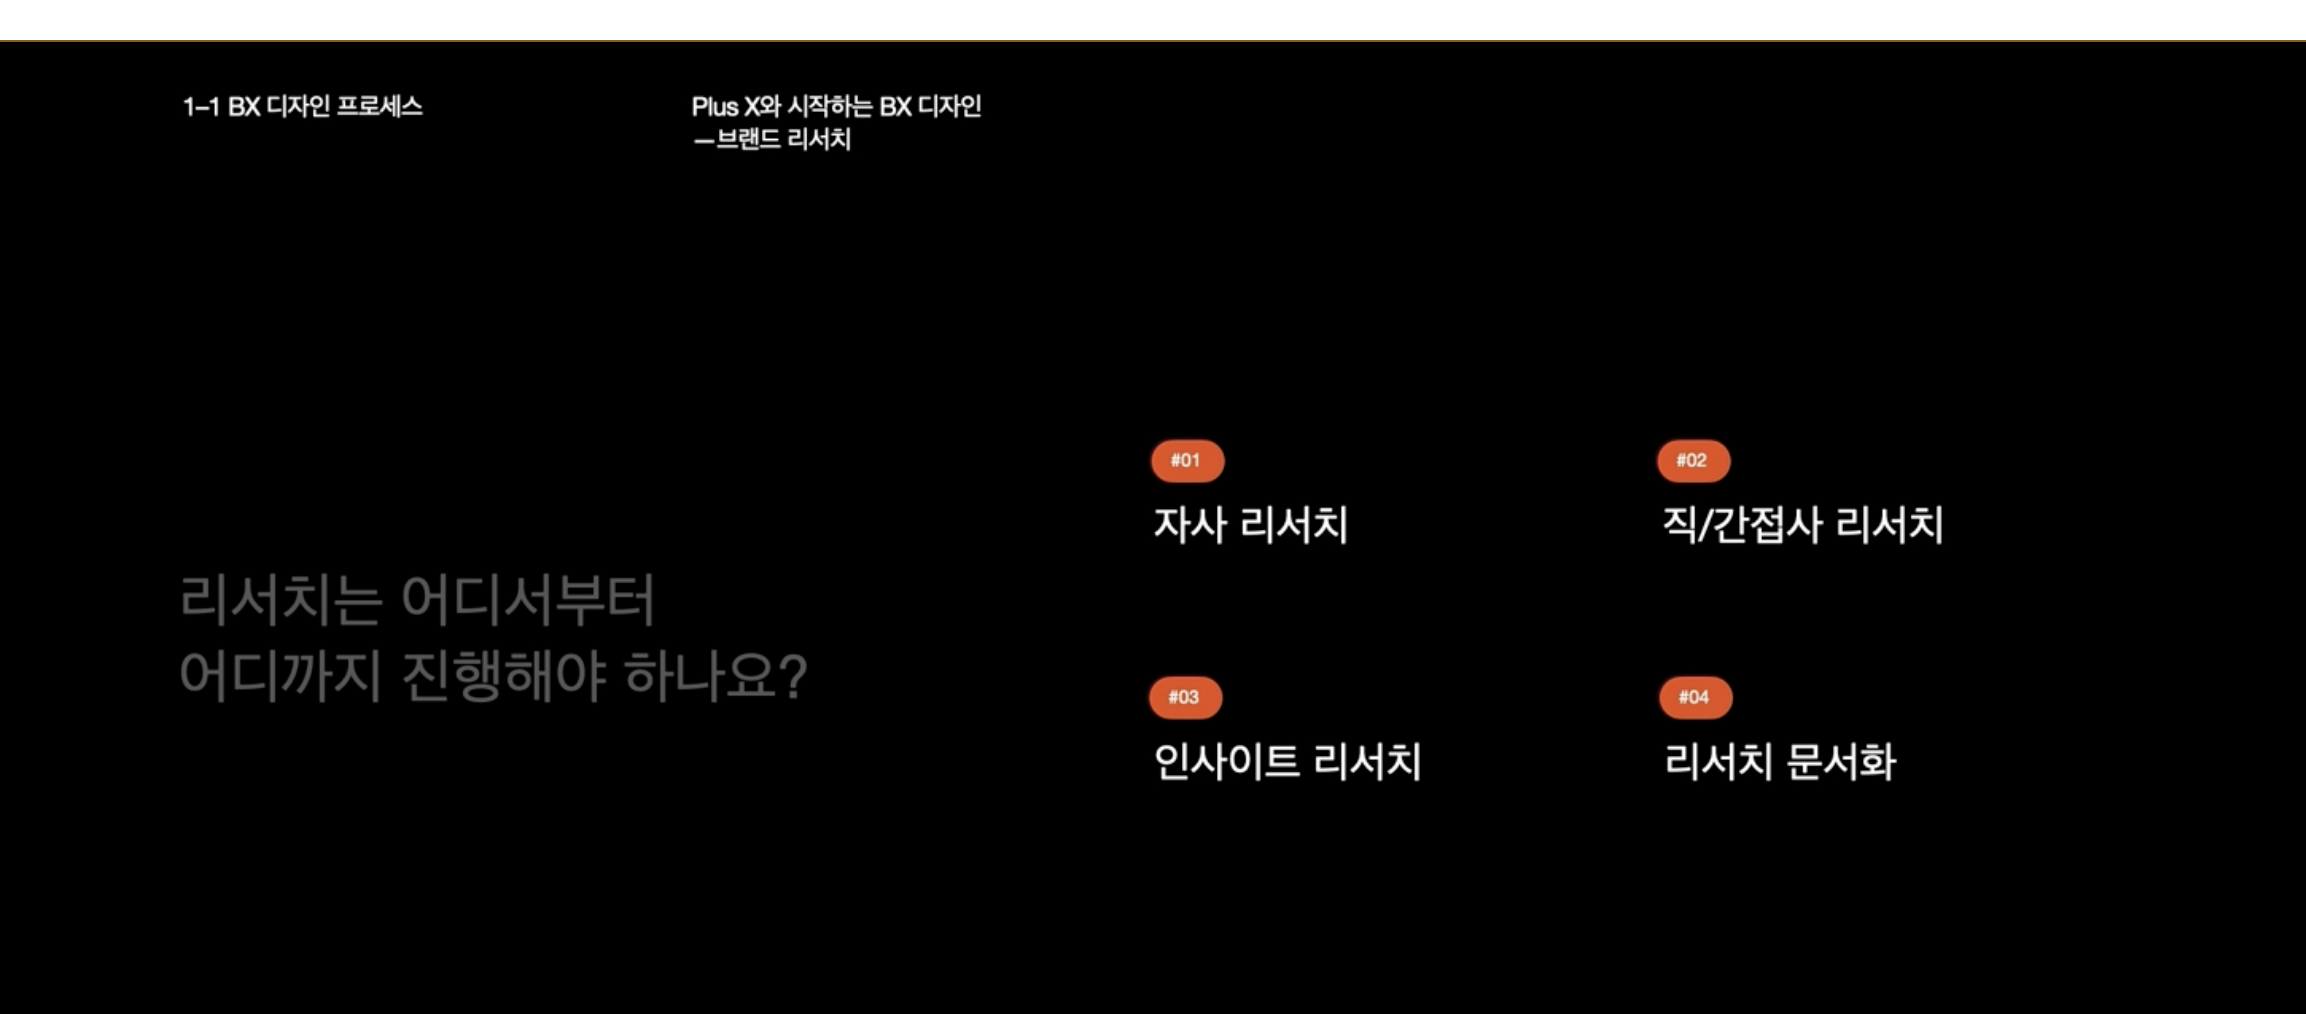 1–1 BX 디자인 프로세스
Plus X와 시작하는 BX 디자인
—브랜드 리서치
리서치는 어디서부터
어디까지 진행해야 하나요?
#01
자사 리서치
#02
직/간접사 리서치
#03
인사이트 리서치
#04
리서치 문서화